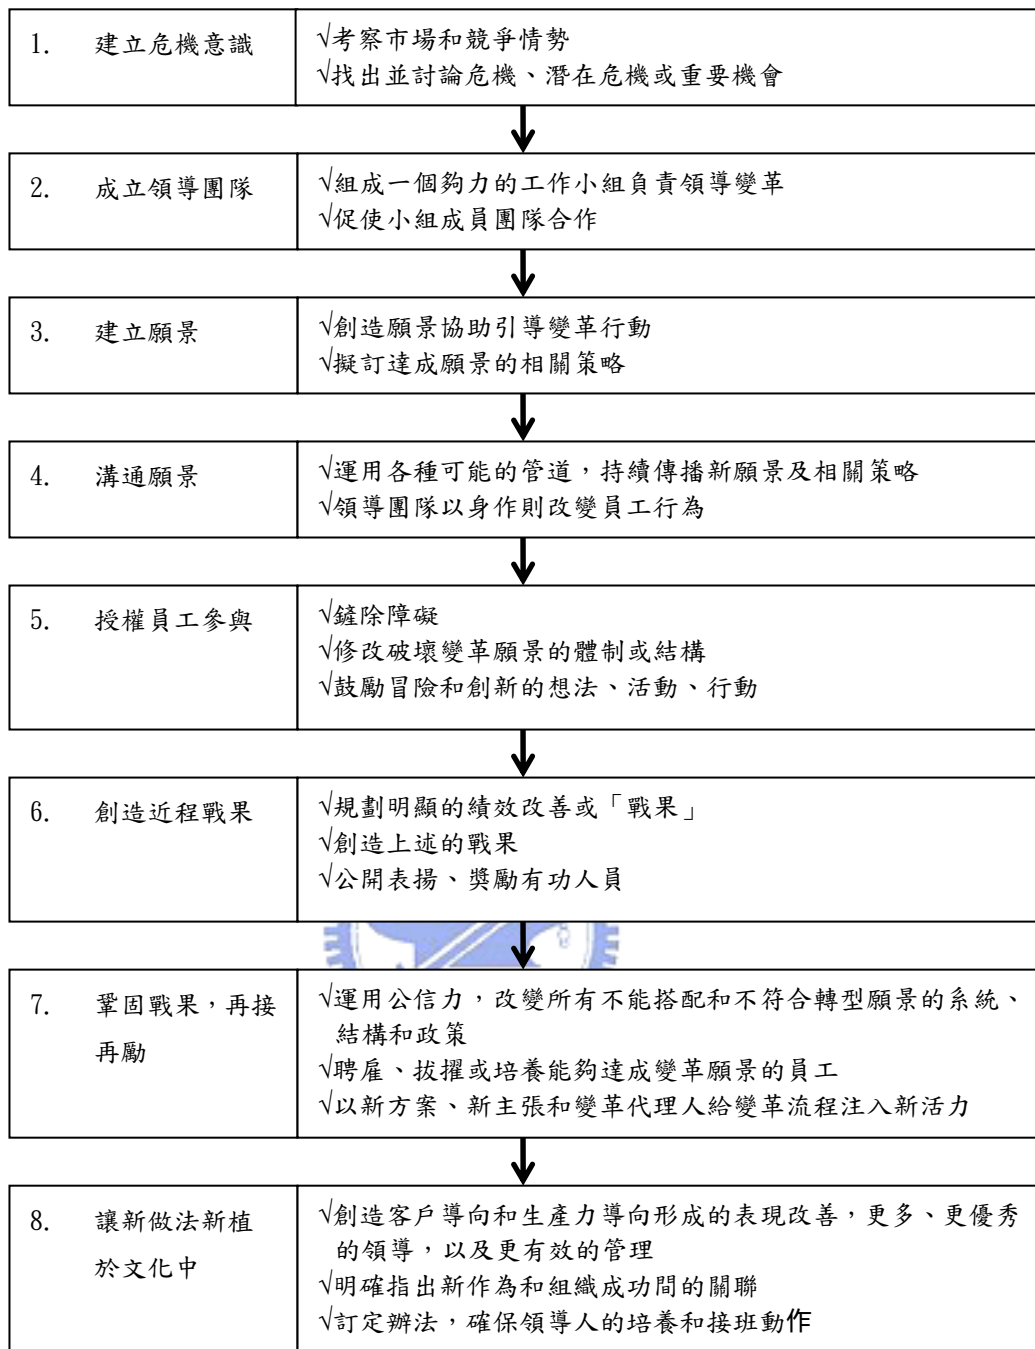 1. 建立危機意識
√考察市場和競爭情勢
√找出並討論危機、潛在危機或重要機會
2. 成立領導團隊
√組成一個夠力的工作小組負責領導變革
√促使小組成員團隊合作
3. 建立願景
√創造願景協助引導變革行動
√擬訂達成願景的相關策略
4. 溝通願景
√運用各種可能的管道，持續傳播新願景及相關策略
√領導團隊以身作則改變員工行為
5. 授權員工參與
√鏟除障礙
√修改破壞變革願景的體制或結構
√鼓勵冒險和創新的想法、活動、行動
6. 創造近程戰果
√規劃明顯的績效改善或「戰果」
√創造上述的戰果
√公開表揚、獎勵有功人員
7. 鞏固戰果，再接
再勵
√運用公信力，改變所有不能搭配和不符合轉型願景的系統、
結構和政策
√聘雇、拔擢或培養能夠達成變革願景的員工
√以新方案、新主張和變革代理人給變革流程注入新活力
8. 讓新做法新植
於文化中
√創造客戶導向和生產力導向形成的表現改善，更多、更優秀
的領導，以及更有效的管理
√明確指出新作為和組織成功間的關聯
√訂定辦法，確保領導人的培養和接班動作